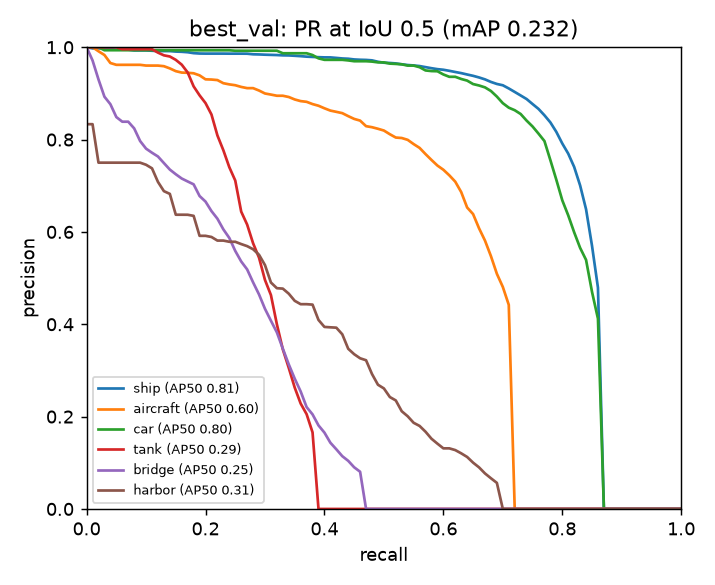 best_val: PR at IoU 0.5 (mAP 0.232)
precision
1.0
0.8
0.6
0.4
0.2
0.0
ship (AP50 0.81)
aircraft (AP50 0.60)
car (AP50 0.80)
tank (AP50 0.29)
bridge (AP50 0.25)
harbor (AP50 0.31)
0.0 0.2 0.4 0.6 0.8 1.0
recall